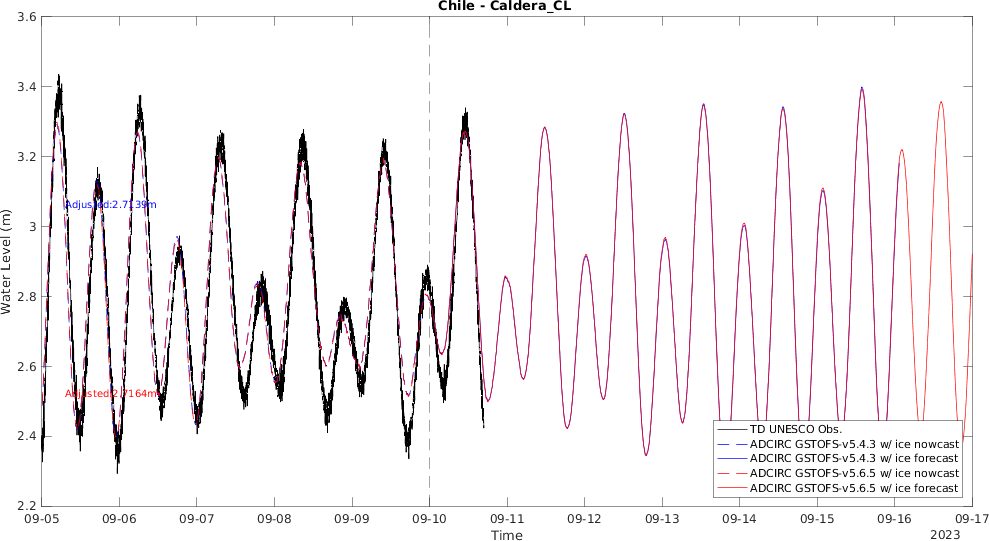 Chile - Caldera_CL
3.6
3.4
3.2
3
2.8
2.6
2.4
2.2
Water Level (m)
Adjusted:2.7139m
Adjusted:2.7164m
TD UNESCO Obs.
ADCIRC GSTOFS-v5.4.3 w/ ice nowcast
ADCIRC GSTOFS-v5.4.3 w/ ice forecast
ADCIRC GSTOFS-v5.6.5 w/ ice nowcast
ADCIRC GSTOFS-v5.6.5 w/ ice forecast
09-05 09-06 09-07 09-08 09-09 09-10 09-11 09-12 09-13 09-14 09-15 09-16 09-17
Time
2023